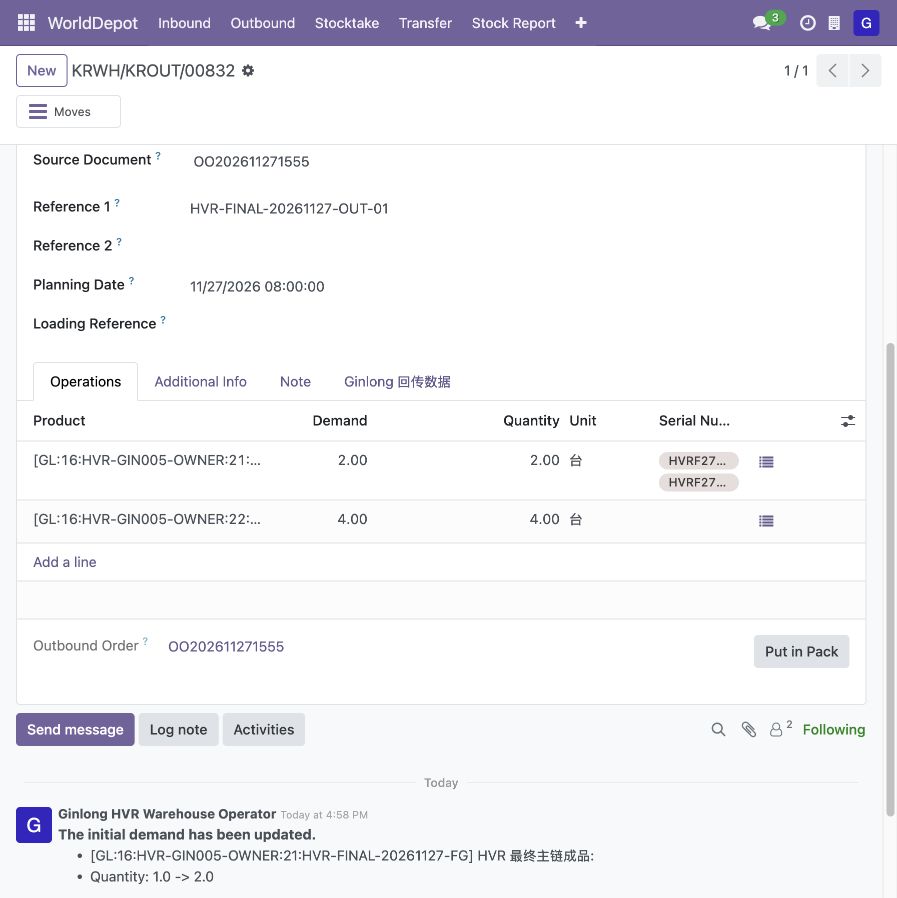 WorldDepot Inbound Outbound Stocktake Transfer Stock Report + 3 G
New KRWH/KROUT/00832 1 / 1
Moves
Source Document ? OO202611271555
Reference 1 ? HVR-FINAL-20261127-OUT-01
Reference 2 ?
Planning Date ? 11/27/2026 08:00:00
Loading Reference ?
Operations Additional Info Note Ginlong 回传数据
Product Demand Quantity Unit Serial Nu...
[GL:16:HVR-GIN005-OWNER:21:... 2.00 2.00 台 HVRF27...
HVRF27...
[GL:16:HVR-GIN005-OWNER:22:... 4.00 4.00 台
Add a line
Outbound Order ? OO202611271555 Put in Pack
Send message Log note Activities 2 Following
Today
G Ginlong HVR Warehouse Operator Today at 4:58 PM
The initial demand has been updated.
• [GL:16:HVR-GIN005-OWNER:21:HVR-FINAL-20261127-FG] HVR 最终主链成品:
• Quantity: 1.0 -> 2.0